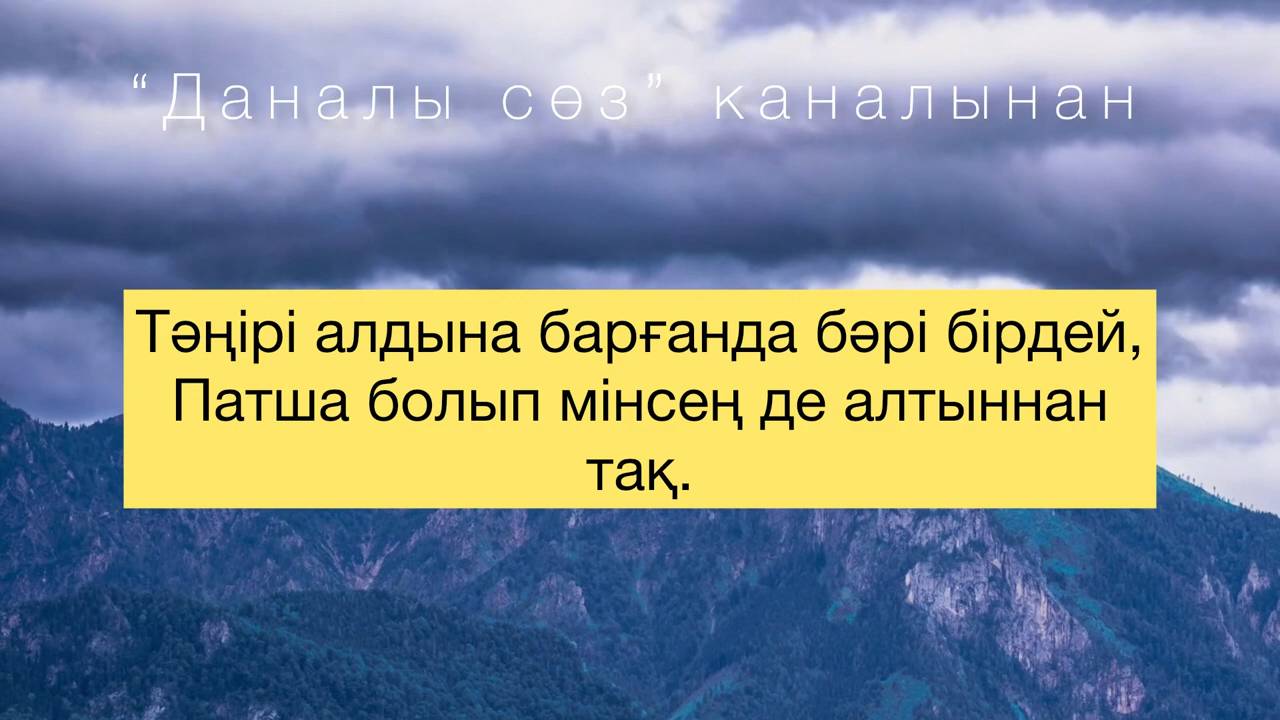 “Даналы сөз” каналынан
Тәңірі алдына барғанда бәрі бірдей,
Патша болып мінсең де алтыннан
тақ.